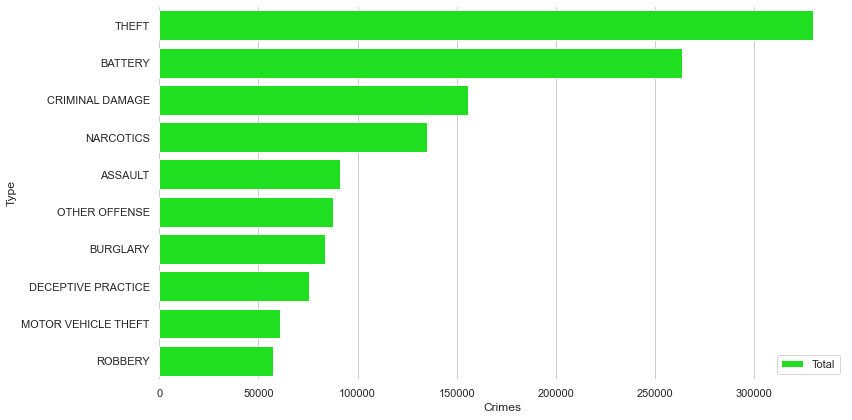 THEFT
BATTERY
CRIMINAL DAMAGE
NARCOTICS
ASSAULT
OTHER OFFENSE
BURGLARY
DECEPTIVE PRACTICE
MOTOR VEHICLE THEFT
ROBBERY
Type
0 50000 100000 150000 200000 250000 300000
Crimes
Total